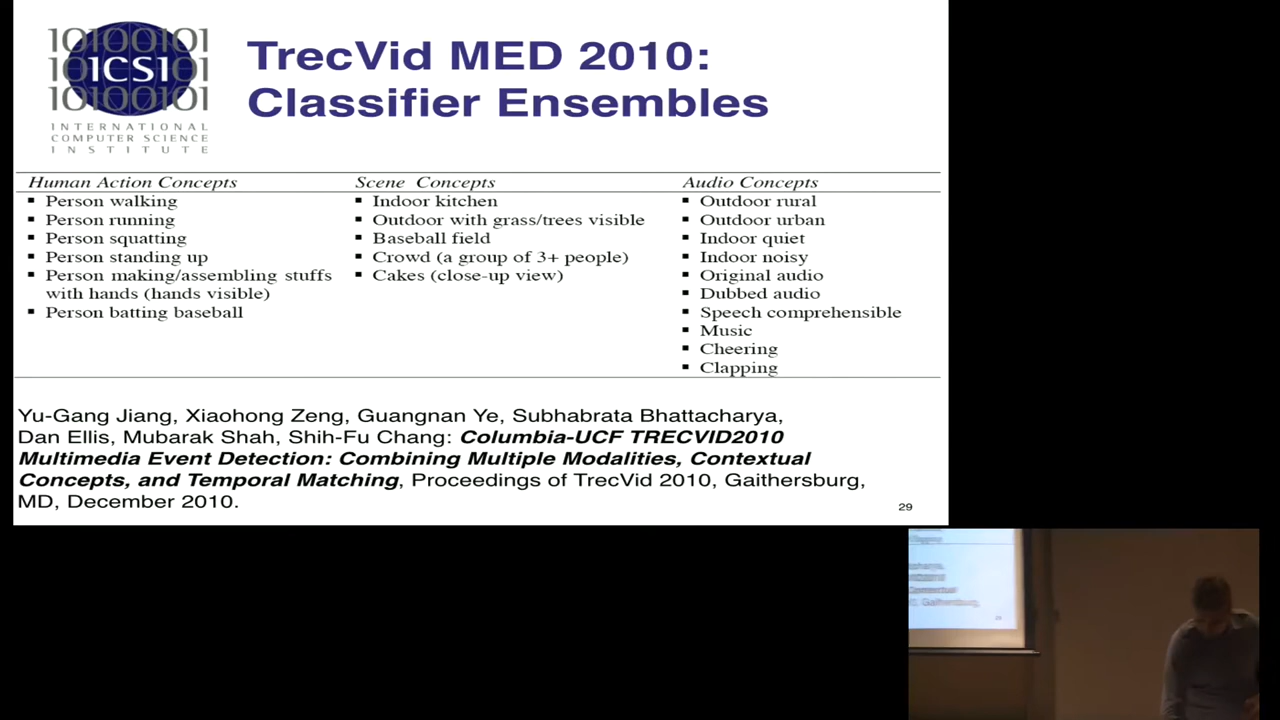 10100101
ICSI
10100101
INTERNATIONAL
COMPUTER SCIENCE
INSTITUTE
TrecVid MED 2010:
Classifier Ensembles
Human Action Concepts
▪ Person walking
▪ Person running
▪ Person squatting
▪ Person standing up
▪ Person making/assembling stuffs
with hands (hands visible)
▪ Person batting baseball
Scene Concepts
▪ Indoor kitchen
▪ Outdoor with grass/trees visible
▪ Baseball field
▪ Crowd (a group of 3+ people)
▪ Cakes (close-up view)
Audio Concepts
▪ Outdoor rural
▪ Outdoor urban
▪ Indoor quiet
▪ Indoor noisy
▪ Original audio
▪ Dubbed audio
▪ Speech comprehensible
▪ Music
▪ Cheering
▪ Clapping
Yu-Gang Jiang, Xiaohong Zeng, Guangnan Ye, Subhabrata Bhattacharya,
Dan Ellis, Mubarak Shah, Shih-Fu Chang: Columbia-UCF TRECVID2010
Multimedia Event Detection: Combining Multiple Modalities, Contextual
Concepts, and Temporal Matching, Proceedings of TrecVid 2010, Gaithersburg,
MD, December 2010.
29
Gaithersburg,